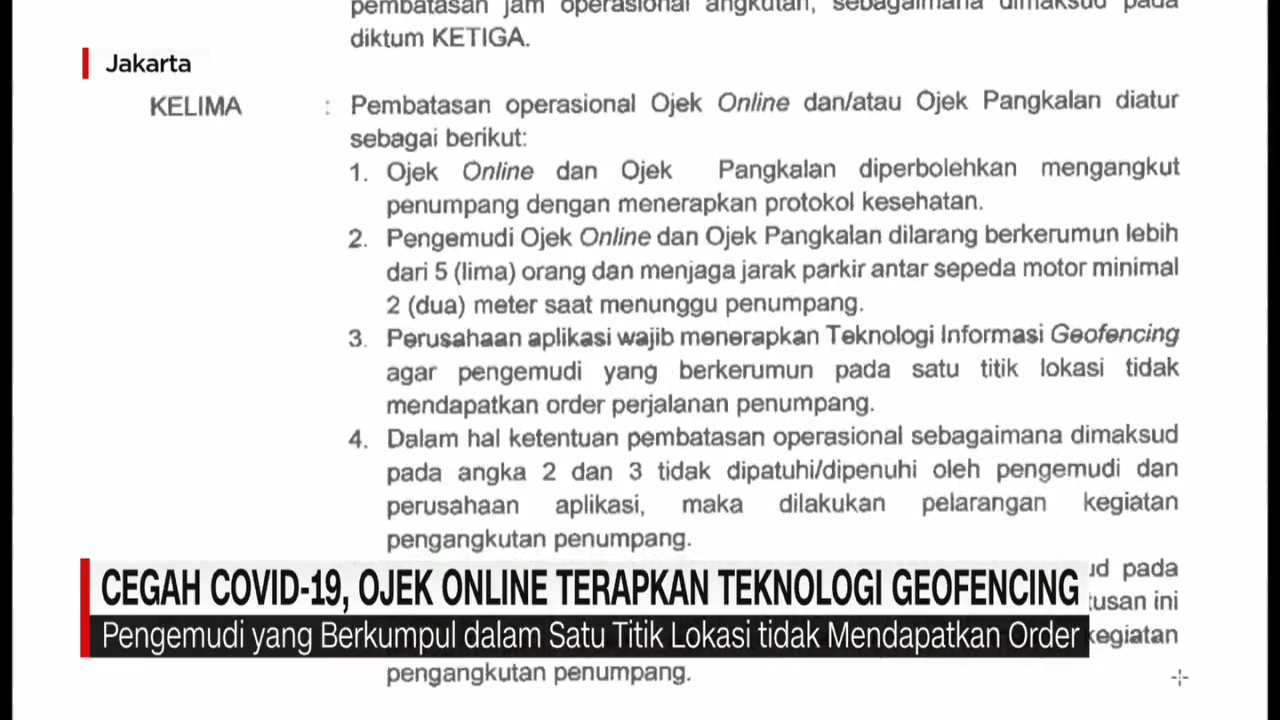 pembatasan jam operasional angkutan, sebagaimana dimaksud pada
diktum KETIGA.
Jakarta
KELIMA : Pembatasan operasional Ojek Online dan/atau Ojek Pangkalan diatur
sebagai berikut:
1. Ojek Online dan Ojek Pangkalan diperbolehkan mengangkut
penumpang dengan menerapkan protokol kesehatan.
2. Pengemudi Ojek Online dan Ojek Pangkalan dilarang berkerumun lebih
dari 5 (lima) orang dan menjaga jarak parkir antar sepeda motor minimal
2 (dua) meter saat menunggu penumpang.
3. Perusahaan aplikasi wajib menerapkan Teknologi Informasi Geofencing
agar pengemudi yang berkerumun pada satu titik lokasi tidak
mendapatkan order perjalanan penumpang.
4. Dalam hal ketentuan pembatasan operasional sebagaimana dimaksud
pada angka 2 dan 3 tidak dipatuhi/dipenuhi oleh pengemudi dan
perusahaan aplikasi, maka dilakukan pelarangan kegiatan
pengangkutan penumpang.
pada
CEGAH COVID-19, OJEK ONLINE TERAPKAN TEKNOLOGI GEOFENCING
ini
Pengemudi yang Berkumpul dalam Satu Titik Lokasi tidak Mendapatkan Order
kegiatan
pengangkutan penumpang.